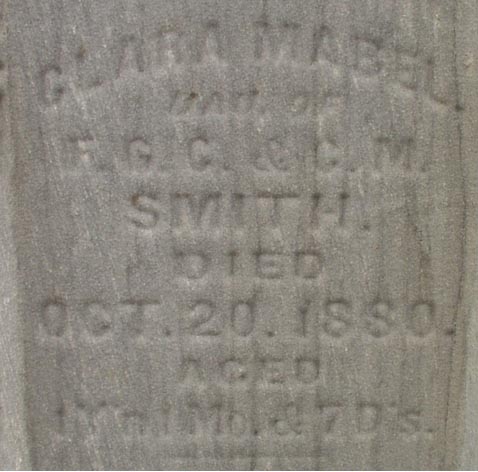 CLARA MABEL.
DAU. OF
F. G. C. & C. M.
SMITH.
DIED
OCT. 20. 1880.
AGED
1 Yr. 1 Mo. & 7 D's.